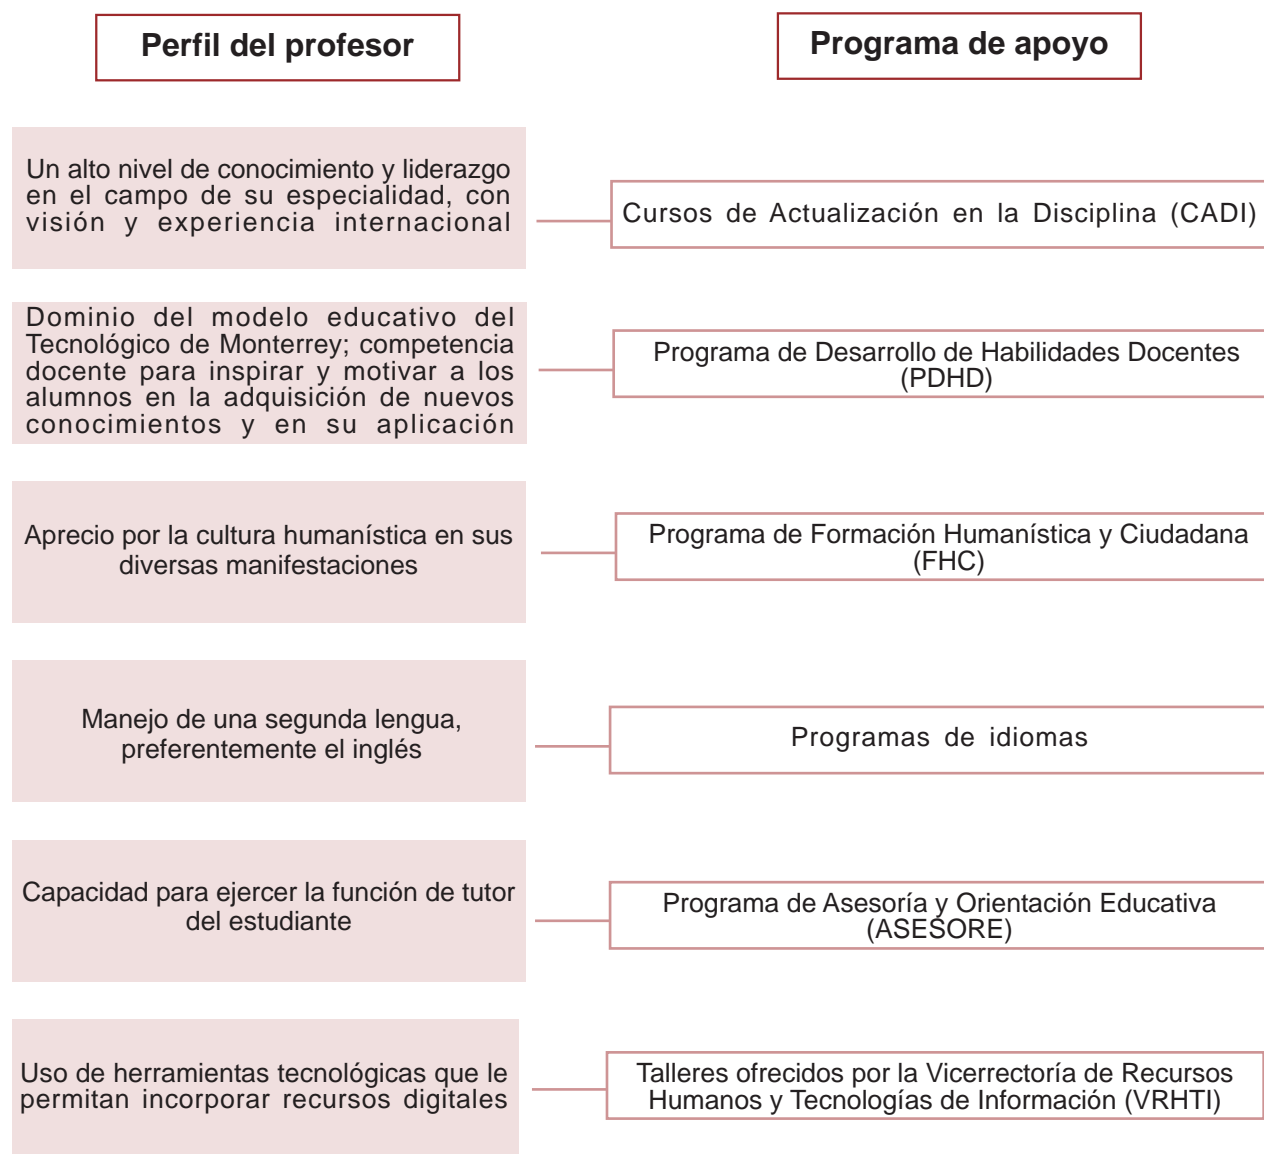 Perfil del profesor
Programa de apoyo
Un alto nivel de conocimiento y liderazgo
en el campo de su especialidad, con
visión y experiencia internacional
Cursos de Actualización en la Disciplina (CADI)
Dominio del modelo educativo del
Tecnológico de Monterrey; competencia
docente para inspirar y motivar a los
alumnos en la adquisición de nuevos
conocimientos y en su aplicación
Programa de Desarrollo de Habilidades Docentes
(PDHD)
Aprecio por la cultura humanística en sus
diversas manifestaciones
Programa de Formación Humanística y Ciudadana
(FHC)
Manejo de una segunda lengua,
preferentemente el inglés
Programas de idiomas
Capacidad para ejercer la función de tutor
del estudiante
Programa de Asesoría y Orientación Educativa
(ASESORE)
Uso de herramientas tecnológicas que le
permitan incorporar recursos digitales
Talleres ofrecidos por la Vicerrectoría de Recursos
Humanos y Tecnologías de Información (VRHTI)